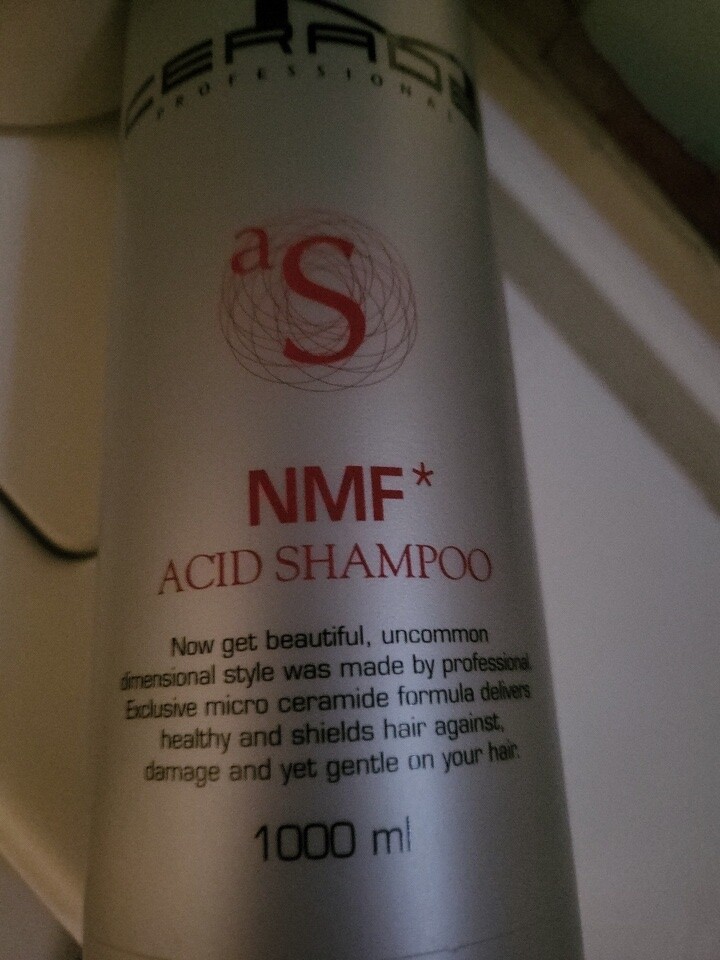 PROFESSIONAL
aS
NMF*
ACID SHAMPOO
Now get beautiful, uncommon
dimensional style was made by professional.
Exclusive micro ceramide formula delivers
healthy and shields hair against,
damage and yet gentle on your hair.
1000 ml